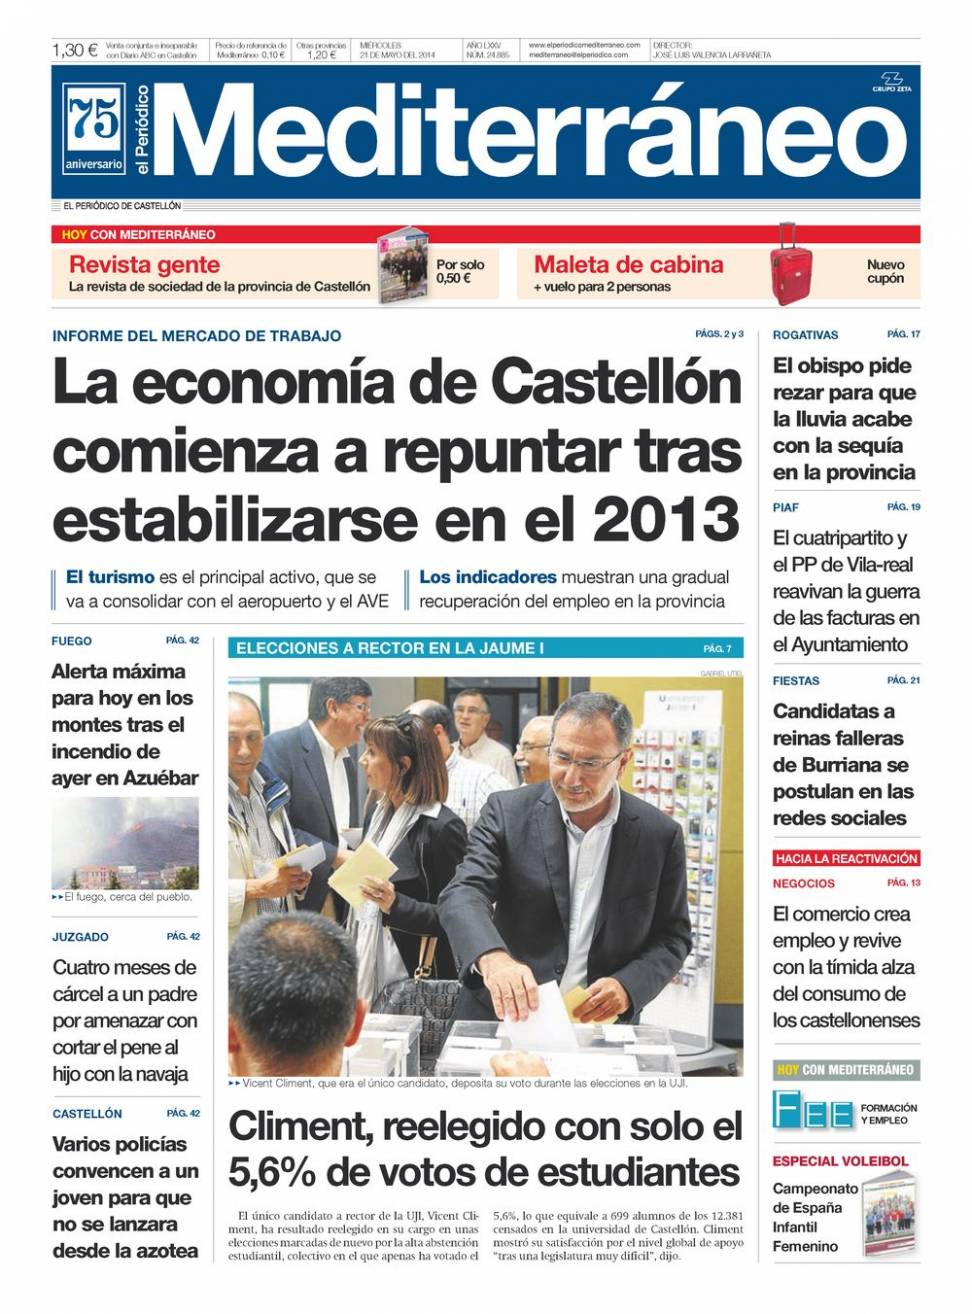 1,30 €
Venta conjunta e inseparable
con Diario ABC en Castellón
Precio de referencia de
Mediterráneo 0,10 €
Otras provincias
1,20 €
MIÉRCOLES
21 DE MAYO DEL 2014
AÑO LXXV
NÚM. 24.885
www.elperiodicomediterraneo.com
mediterraneo@elperiodico.com
DIRECTOR:
JOSÉ LUIS VALENCIA LARRAÑETA
75
aniversario
el Periódico
Mediterráneo
GRUPO ZETA
EL PERIÓDICO DE CASTELLÓN
HOY CON MEDITERRÁNEO
Revista gente
La revista de sociedad de la provincia de Castellón
Por solo
0,50 €
Maleta de cabina
+ vuelo para 2 personas
Nuevo
cupón
INFORME DEL MERCADO DE TRABAJO
PÁGS. 2 y 3
La economía de Castellón
comienza a repuntar tras
estabilizarse en el 2013
El turismo es el principal activo, que se
va a consolidar con el aeropuerto y el AVE
Los indicadores muestran una gradual
recuperación del empleo en la provincia
FUEGO PÁG. 42
Alerta máxima
para hoy en los
montes tras el
incendio de
ayer en Azuébar
▸▸El fuego, cerca del pueblo.
JUZGADO PÁG. 42
Cuatro meses de
cárcel a un padre
por amenazar con
cortar el pene al
hijo con la navaja
CASTELLÓN PÁG. 42
Varios policías
convencen a un
joven para que
no se lanzara
desde la azotea
ELECCIONES A RECTOR EN LA JAUME I PÁG. 7
GABRIEL UTIEL
▸▸ Vicent Climent, que era el único candidato, deposita su voto durante las elecciones en la UJI.
Climent, reelegido con solo el
5,6% de votos de estudiantes
El único candidato a rector de la UJI, Vicent Cli-
ment, ha resultado reelegido en su cargo en unas
elecciones marcadas de nuevo por la alta abstención
estudiantil, colectivo en el que apenas ha votado el
5,6%, lo que equivale a 699 alumnos de los 12.381
censados en la universidad de Castellón. Climent
mostró su satisfacción por el nivel global de apoyo
“tras una legislatura muy difícil”, dijo.
ROGATIVAS PÁG. 17
El obispo pide
rezar para que
la lluvia acabe
con la sequía
en la provincia
PIAF PÁG. 19
El cuatripartito y
el PP de Vila-real
reavivan la guerra
de las facturas en
el Ayuntamiento
FIESTAS PÁG. 21
Candidatas a
reinas falleras
de Burriana se
postulan en las
redes sociales
HACIA LA REACTIVACIÓN
NEGOCIOS PÁG. 13
El comercio crea
empleo y revive
con la tímida alza
del consumo de
los castellonenses
HOY CON MEDITERRÁNEO
FEE
FORMACIÓN
Y EMPLEO
ESPECIAL VOLEIBOL
Campeonato
de España
Infantil
Femenino